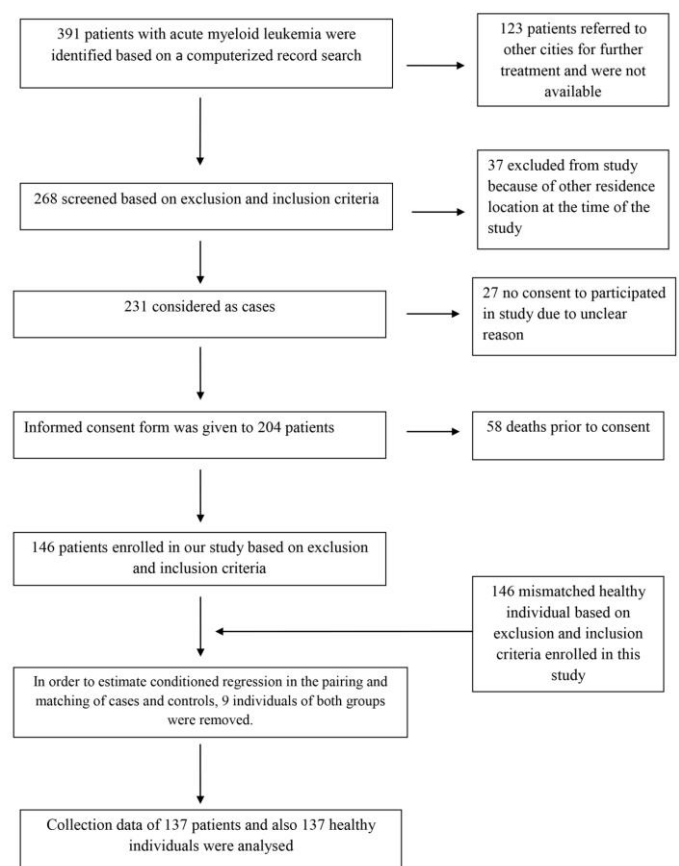 391 patients with acute myeloid leukemia were
identified based on a computerized record search
123 patients referred to
other cities for further
treatment and were not
available
268 screened based on exclusion and inclusion criteria
37 excluded from study
because of other residence
location at the time of the
study
231 considered as cases
27 no consent to participated
in study due to unclear
reason
Informed consent form was given to 204 patients
58 deaths prior to consent
146 patients enrolled in our study based on exclusion
and inclusion criteria
146 mismatched healthy
individual based on
exclusion and inclusion
criteria enrolled in this
study
In order to estimate conditioned regression in the pairing and
matching of cases and controls, 9 individuals of both groups
were removed.
Collection data of 137 patients and also 137 healthy
individuals were analysed